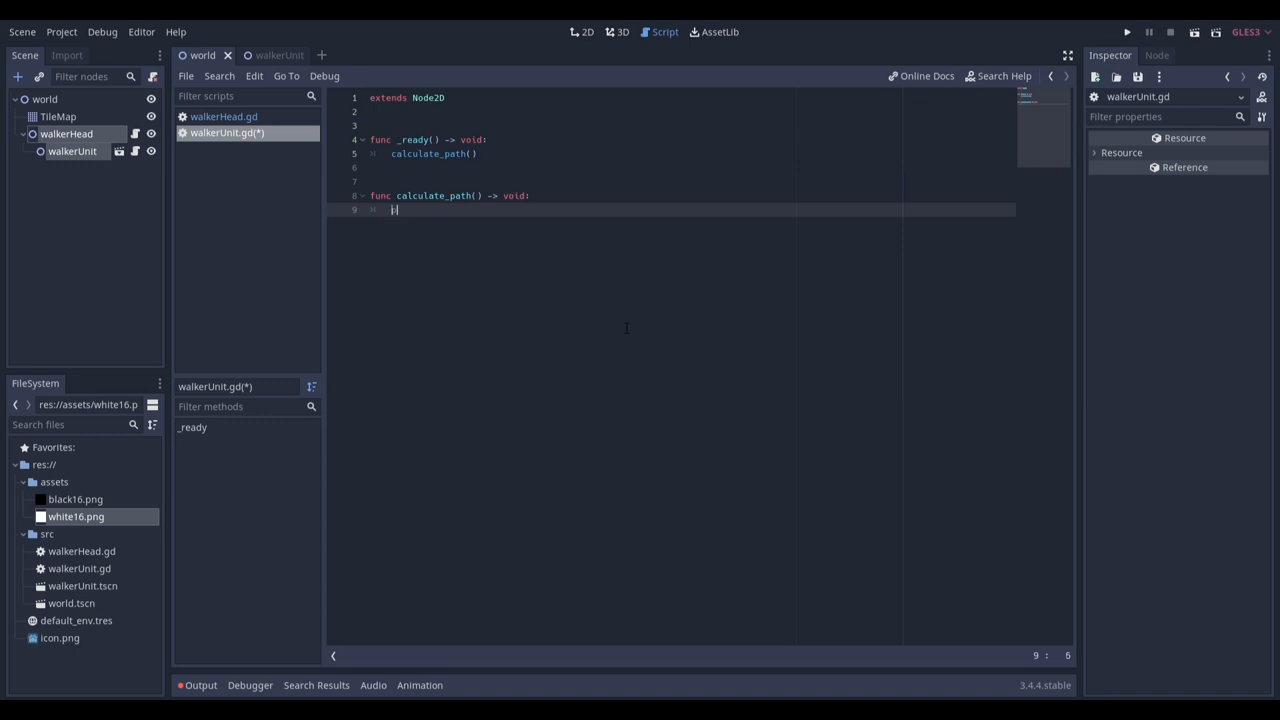 Scene Project Debug Editor Help
2D 3D Script AssetLib
GLES3
Scene Import
Filter nodes
world
TileMap
walkerHead
walkerUnit
FileSystem
res://assets/white16.p
Search files
Favorites:
res://
assets
black16.png
white16.png
src
walkerHead.gd
walkerUnit.gd
walkerUnit.tscn
world.tscn
default_env.tres
icon.png
world walkerUnit
File Search Edit Go To Debug
Online Docs Search Help
Filter scripts
walkerHead.gd
walkerUnit.gd(*)
walkerUnit.gd(*)
Filter methods
_ready
1 extends Node2D
2
3
4 func _ready() -> void:
5 calculate_path()
6
7
8 func calculate_path() -> void:
9
9 : 6
Output Debugger Search Results Audio Animation
3.4.4.stable
Inspector Node
walkerUnit.gd
Filter properties
Resource
Resource
Reference